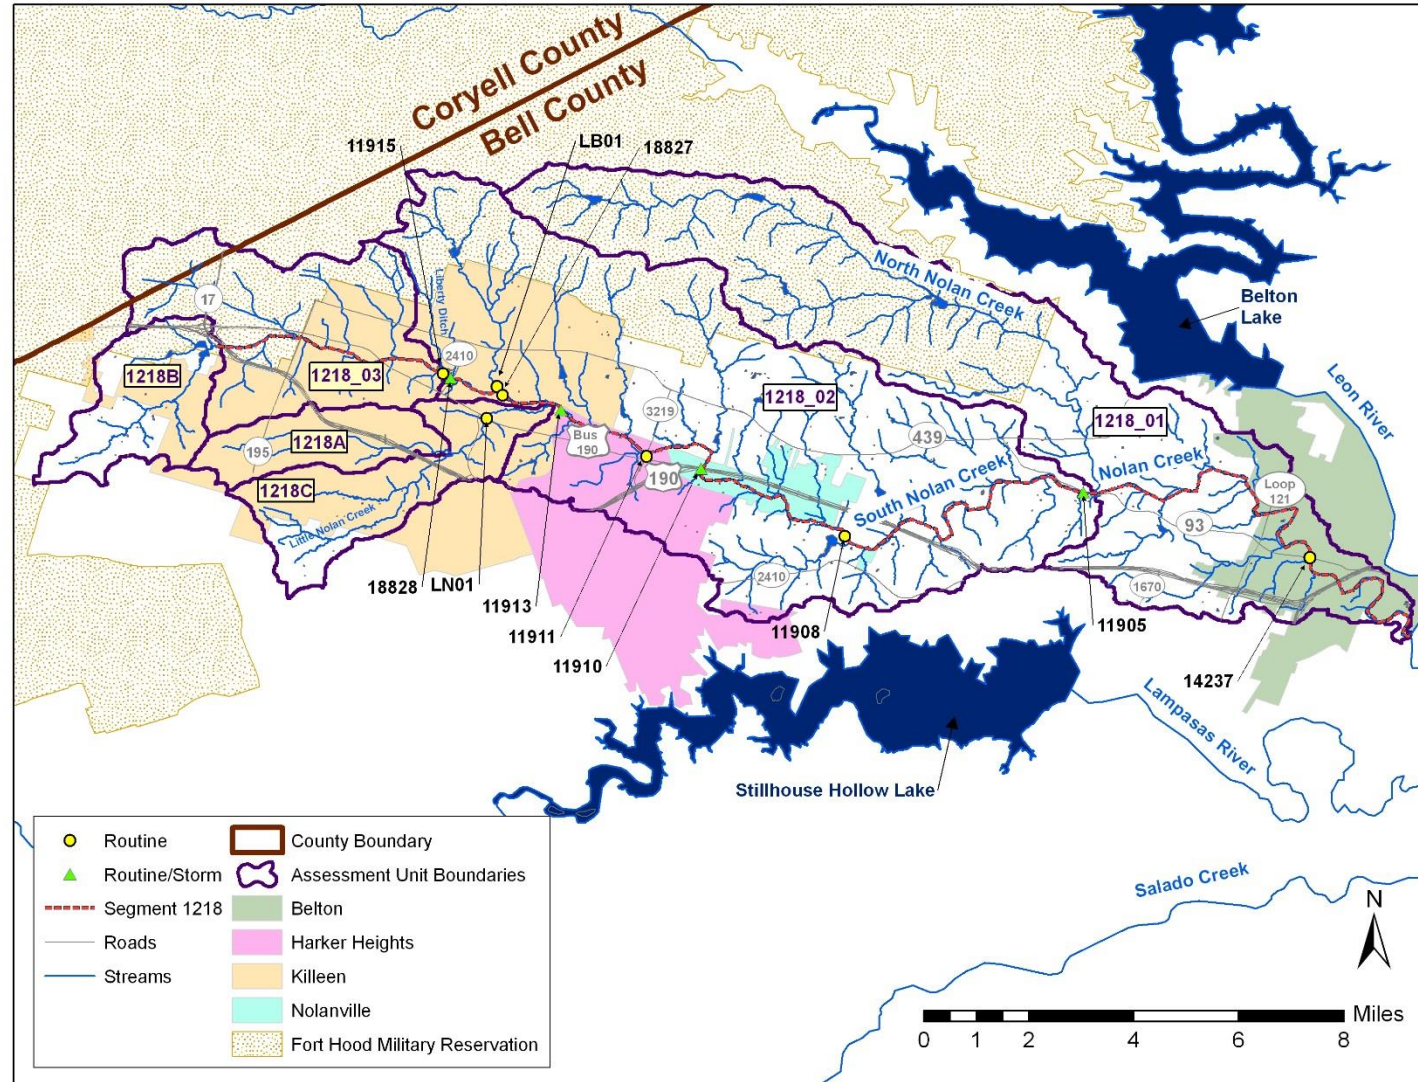 Coryell County
Bell County
11915
LB01
18827
17
Liberty Ditch
North Nolan Creek
Belton
Lake
2410
1218B
1218_03
1218_02
Leon River
1218_01
3219
1218A
195
Bus
190
439
190
Nolan Creek
Loop
121
1218C
South Nolan Creek
93
Little Nolan Creek
2410
1670
18828
LN01
11913
11911
11910
11908
11905
14237
Lampasas River
Stillhouse Hollow Lake
Salado Creek
Routine
County Boundary
Routine/Storm
Assessment Unit Boundaries
Segment 1218
Belton
Roads
Harker Heights
Streams
Killeen
Nolanville
Fort Hood Military Reservation
N
Miles
0 1 2 4 6 8